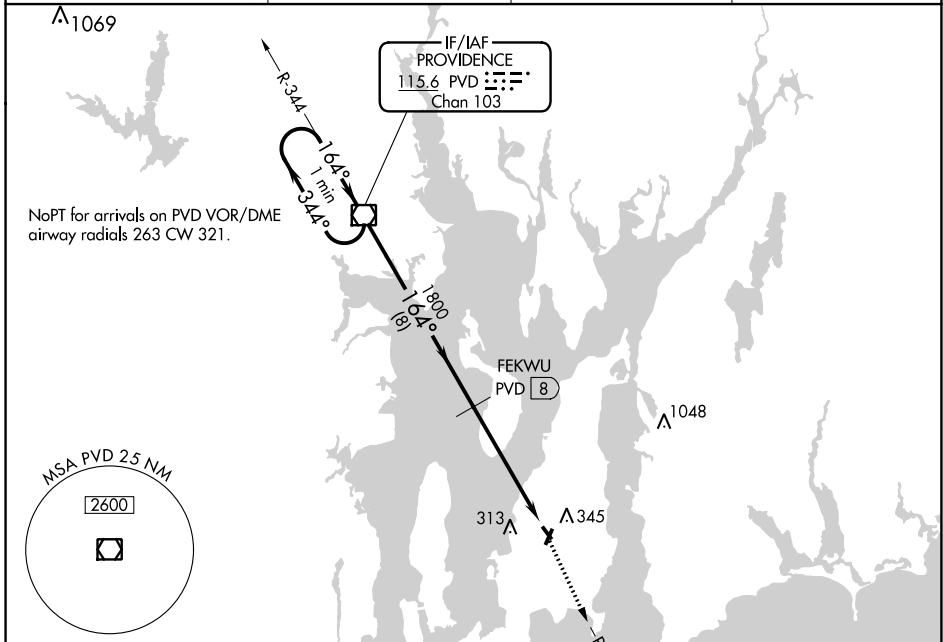 1069
IF/IAF
PROVIDENCE
115.6 PVD
Chan 103
R-344
164°
1 min
344°
NoPT for arrivals on PVD VOR/DME
airway radials 263 CW 321.
1800
164°
(8)
FEKWU
PVD 8
1048
MSA PVD 25 NM
2600
313
345